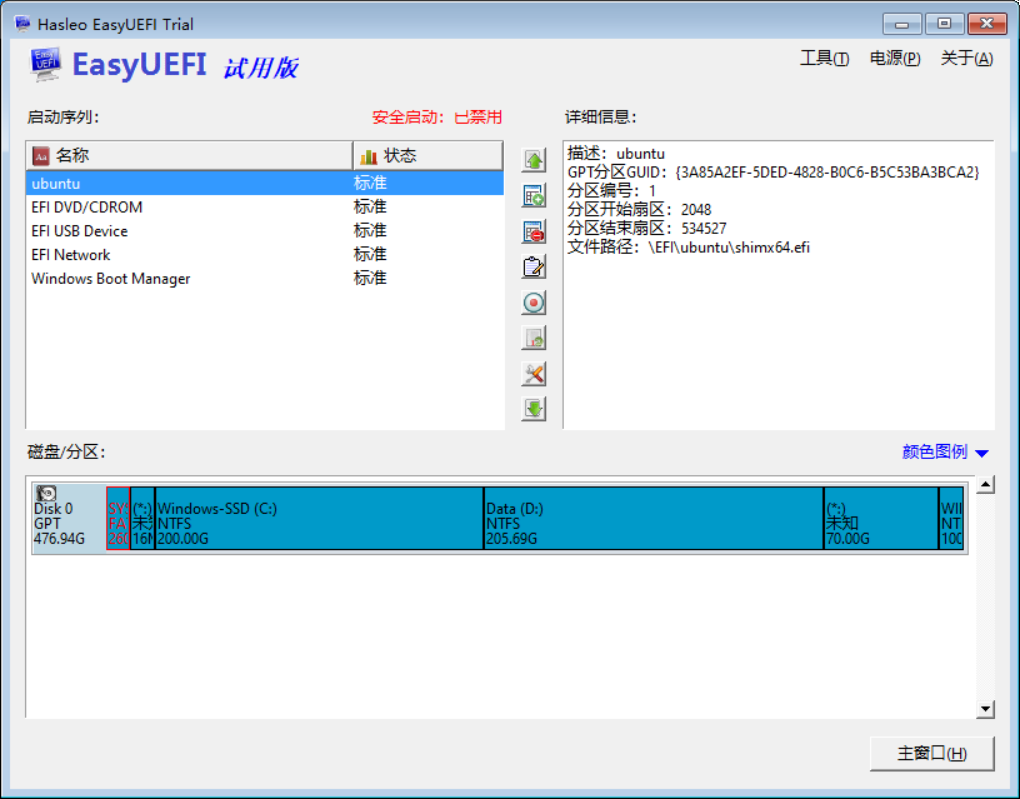 Hasleo EasyUEFI Trial
EasyUEFI 试用版
工具(T) 电源(P) 关于(A)
启动序列: 安全启动: 已禁用 详细信息:
名称 状态
ubuntu 标准
EFI DVD/CDROM 标准
EFI USB Device 标准
EFI Network 标准
Windows Boot Manager 标准
描述: ubuntu
GPT分区GUID: {3A85A2EF-5DED-4828-B0C6-B5C53BA3BCA2}
分区编号: 1
分区开始扇区: 2048
分区结束扇区: 534527
文件路径: \EFI\ubuntu\shimx64.efi
磁盘/分区: 颜色图例
Disk 0 SYS (*:) Windows-SSD (C:) Data (D:) (*:) WII
GPT FA 未 NTFS NTFS 未知 NT
476.94G 260 16M 200.00G 205.69G 70.00G 100
主窗口(H)